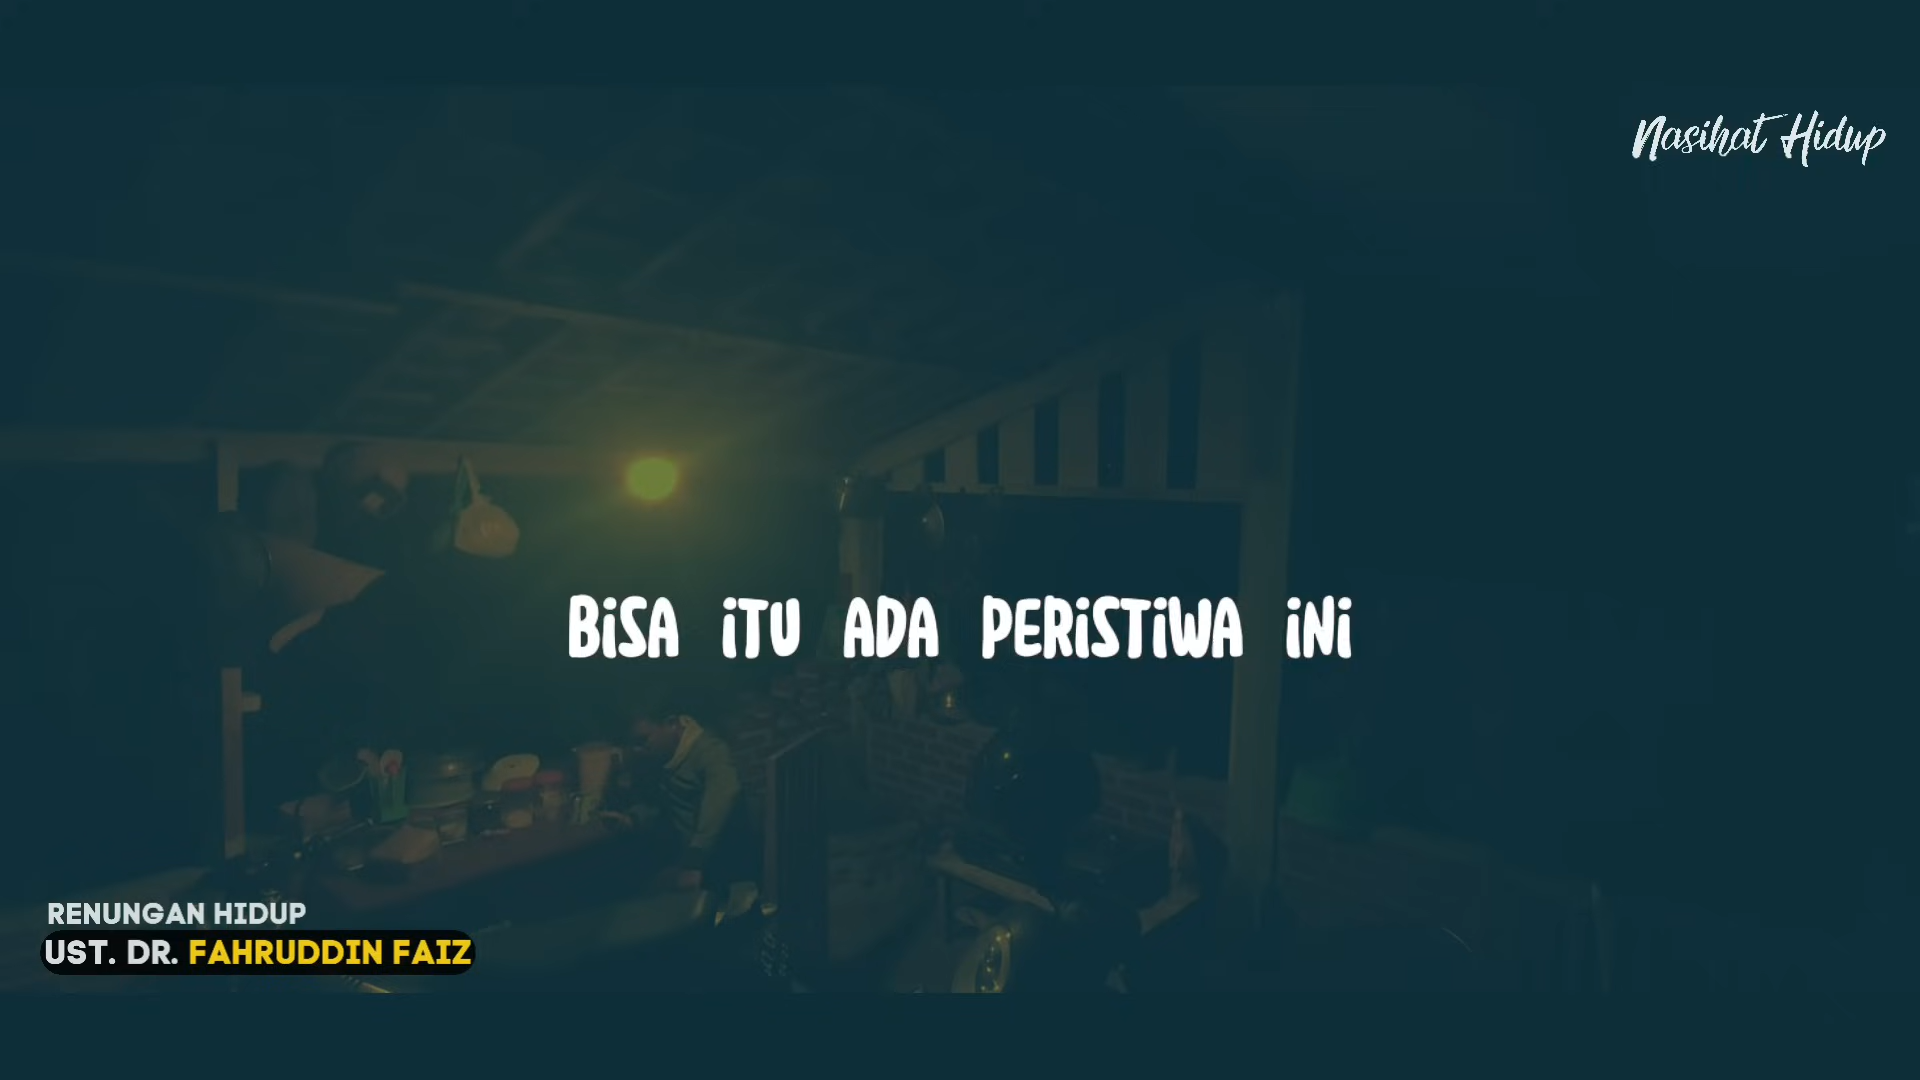 Nasihat Hidup
BiSA iTU ADA PERiSTiWA iNi
RENUNGAN HIDUP
UST. DR. FAHRUDDIN FAIZ